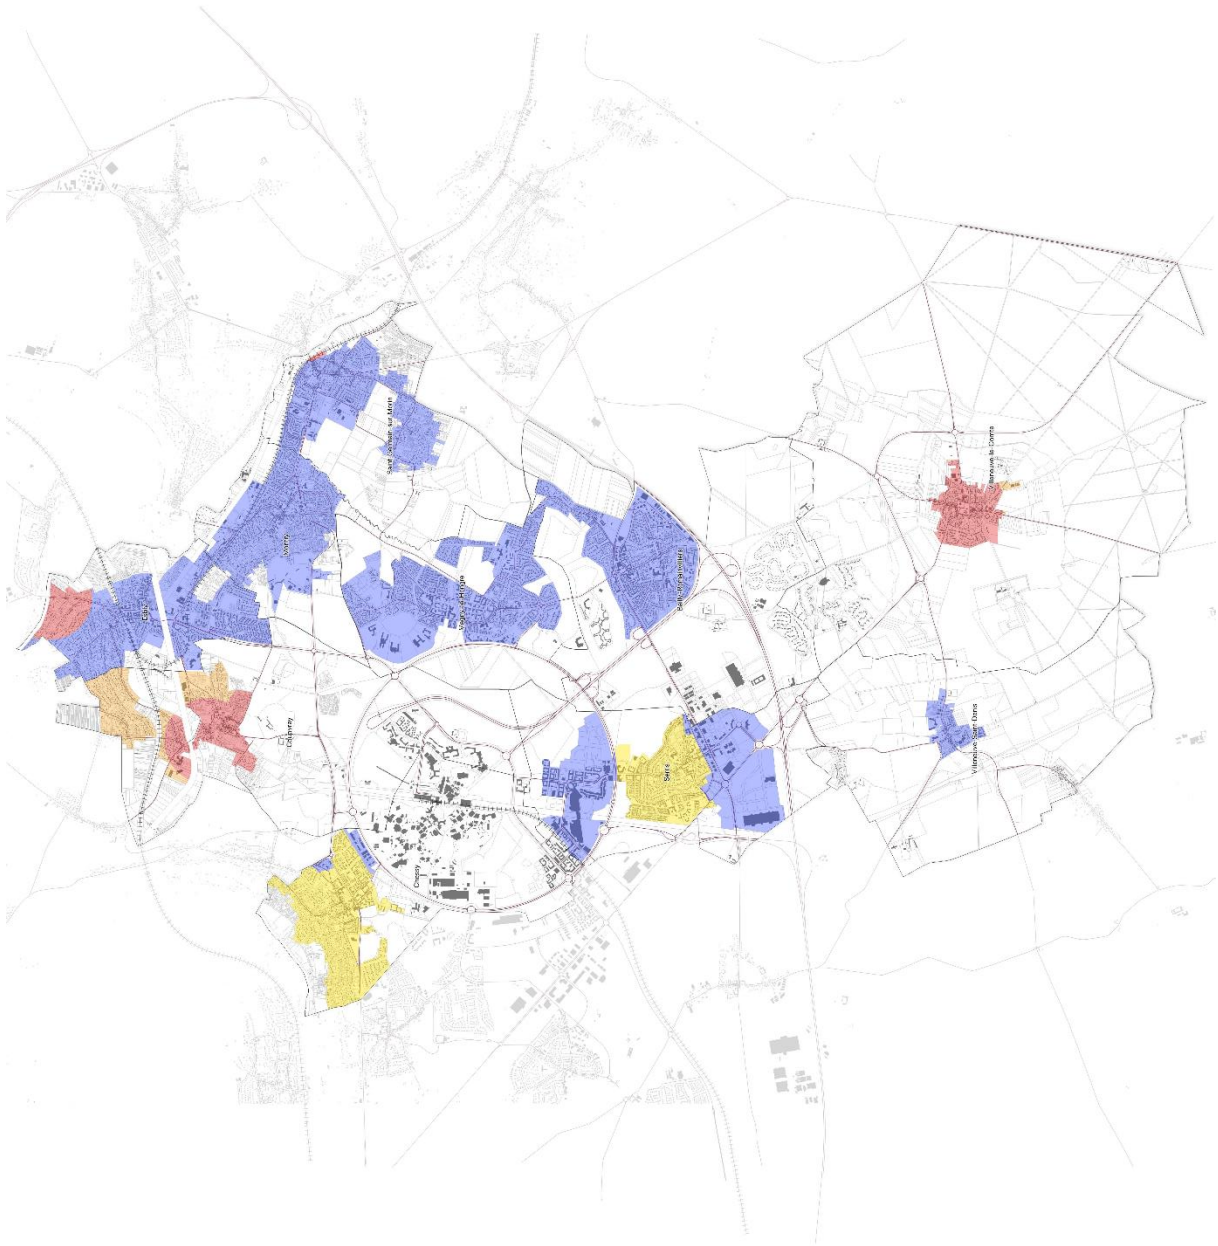 Esbly
Coupvray
Montry
Saint-Germain-sur-Morin
Magny-le-Hongre
Chessy
Bailly-Romainvilliers
Serris
Villeneuve-le-Comte
Villeneuve-Saint-Denis